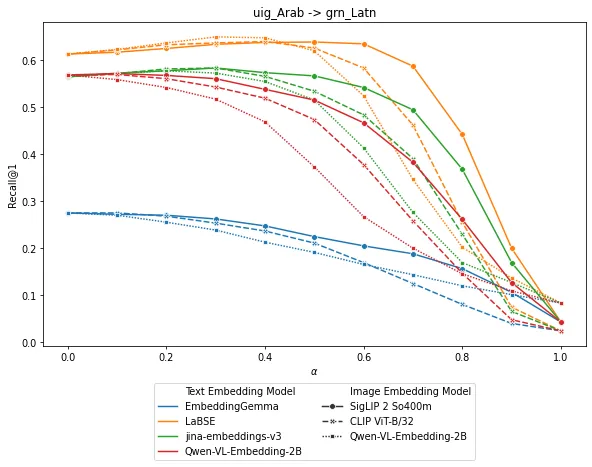 uig_Arab -> grn_Latn
Recall@1
0.6
0.5
0.4
0.3
0.2
0.1
0.0
0.0 0.2 0.4 0.6 0.8 1.0
α
Text Embedding Model Image Embedding Model
EmbeddingGemma SigLIP 2 So400m
LaBSE CLIP ViT-B/32
jina-embeddings-v3 Qwen-VL-Embedding-2B
Qwen-VL-Embedding-2B